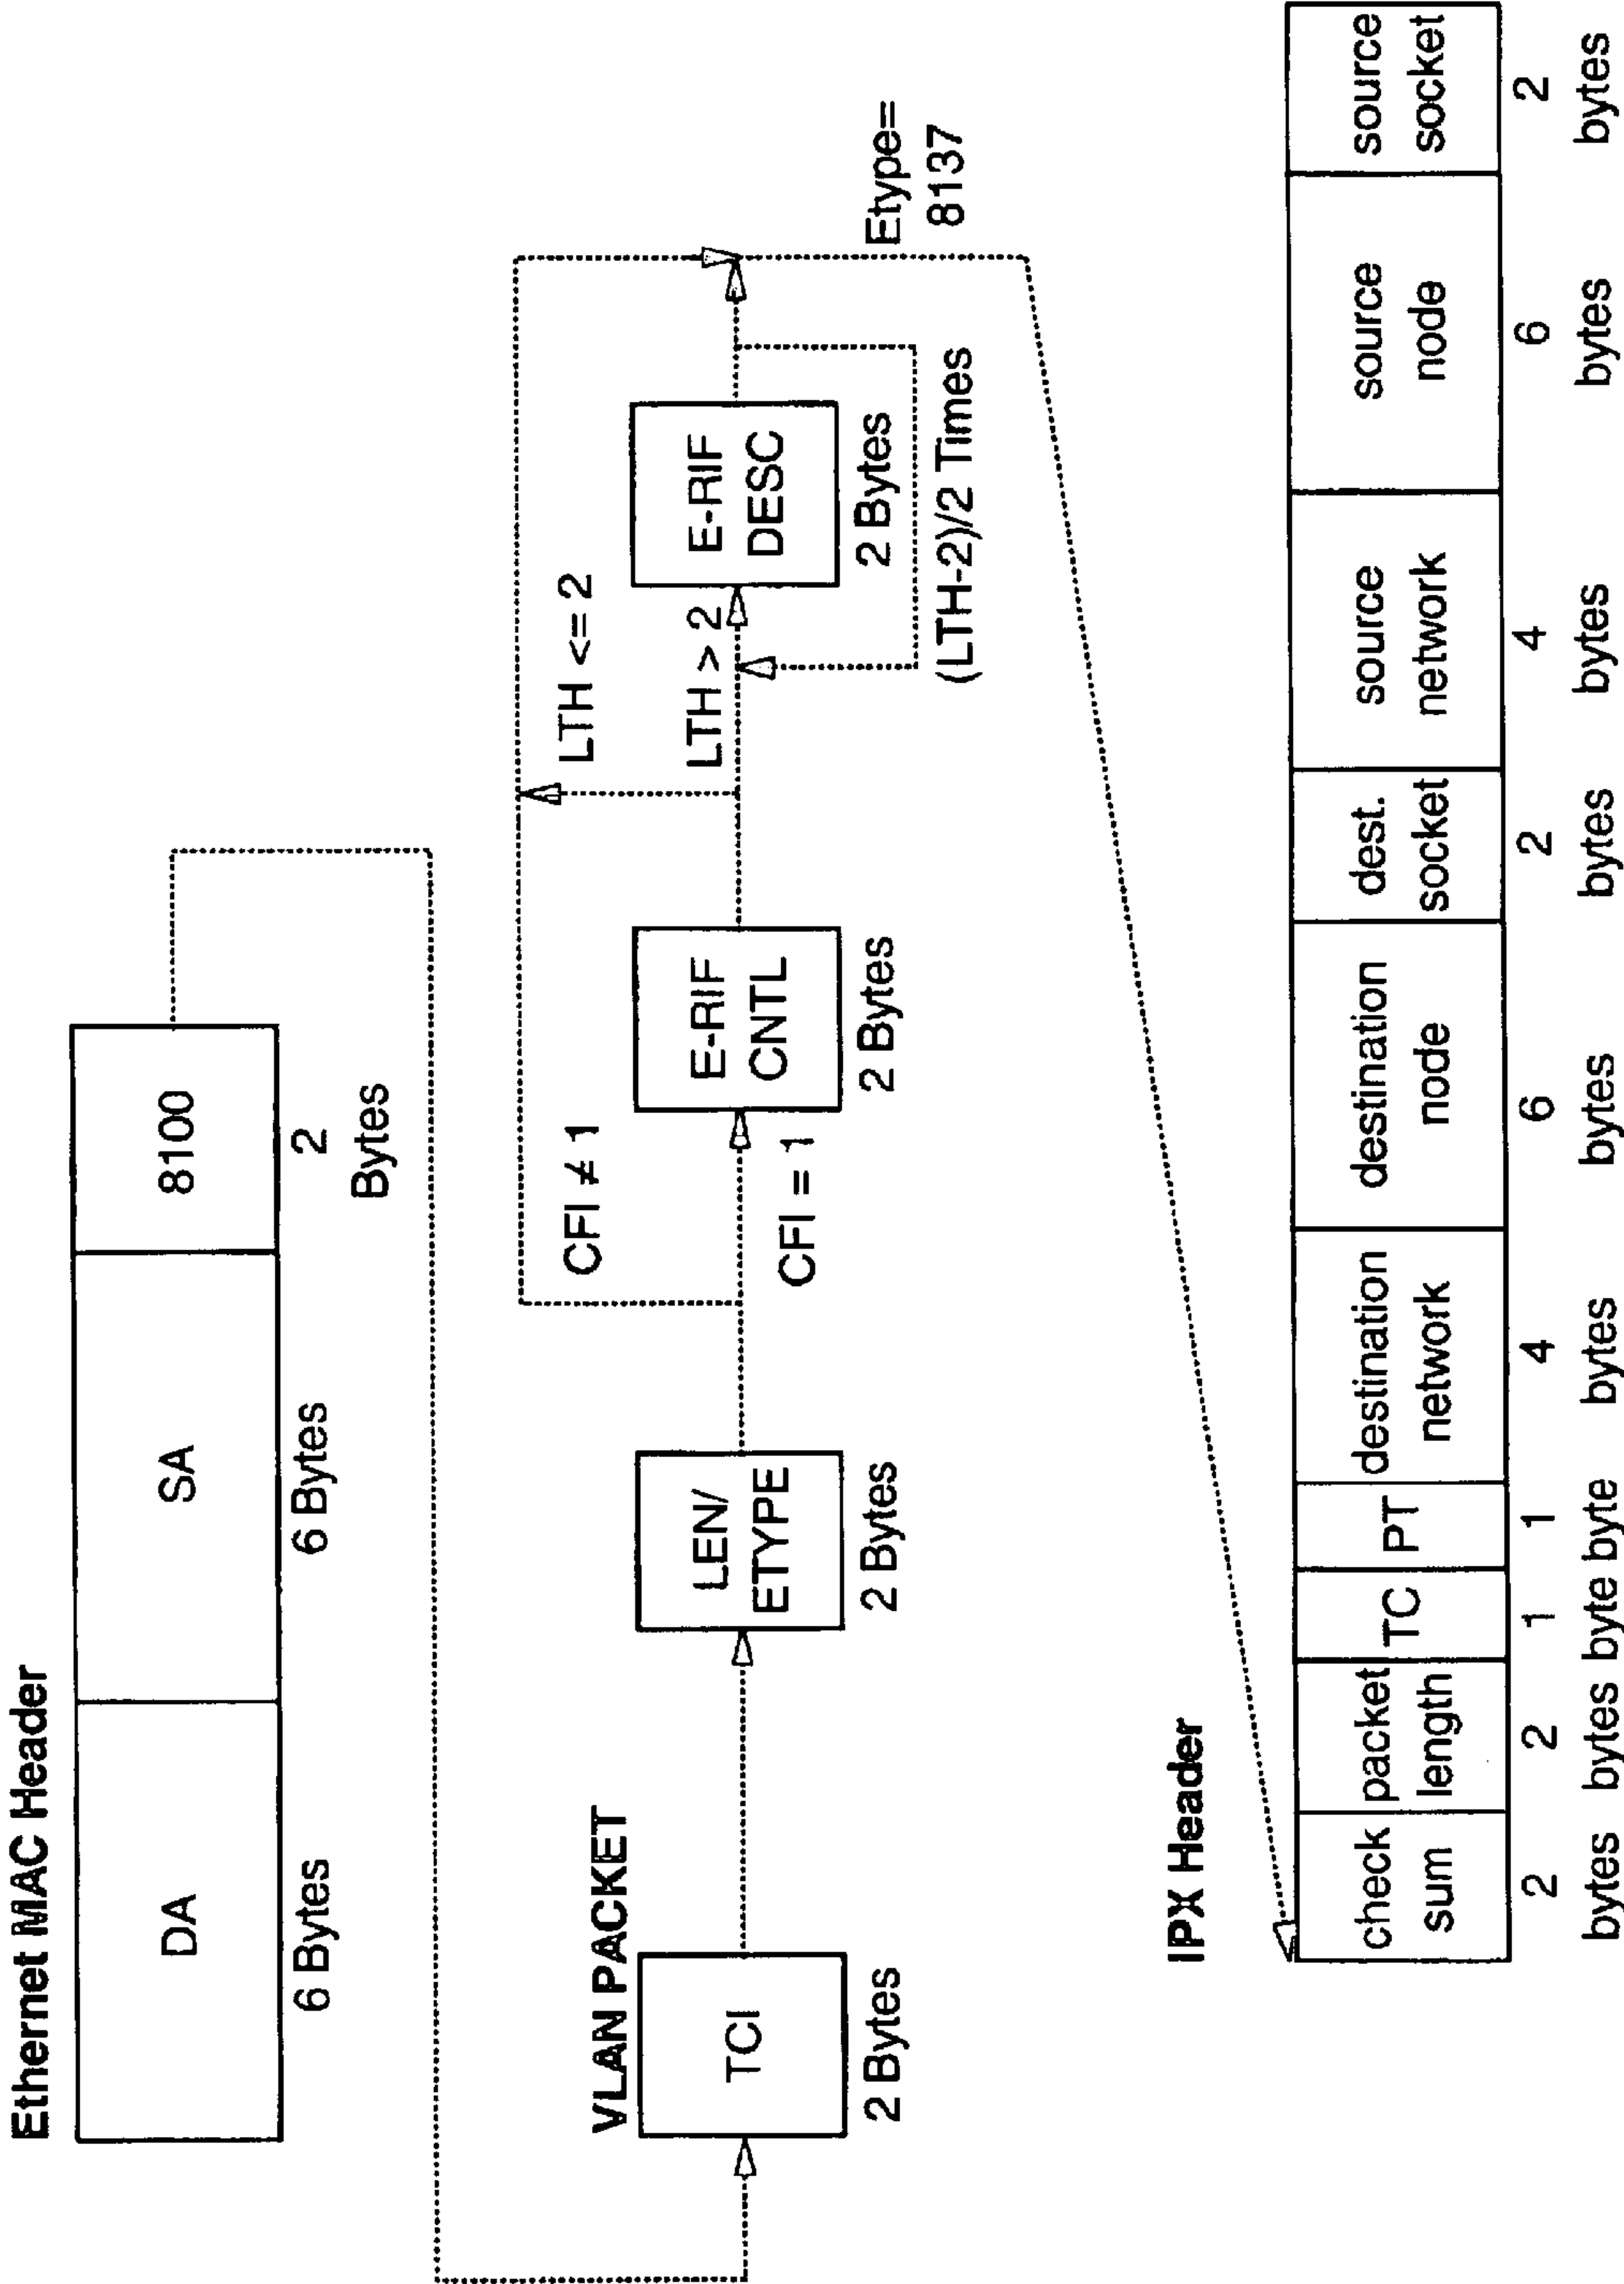 Ethernet MAC Header
DA
SA
8100
6 Bytes
6 Bytes
2
Bytes
VLAN PACKET
TCI
2 Bytes
LEN/
ETYPE
2 Bytes
CFI ≠ 1
CFI = 1
E-RIF
CNTL
2 Bytes
LTH <= 2
LTH > 2
E-RIF
DESC
2 Bytes
(LTH-2)/2 Times
Etype=
8137
IPX Header
check
sum
packet
length
TC
PT
destination
network
destination
node
dest.
socket
source
network
source
node
source
socket
2
bytes
2
bytes
1
byte
1
byte
4
bytes
6
bytes
2
bytes
4
bytes
6
bytes
2
bytes